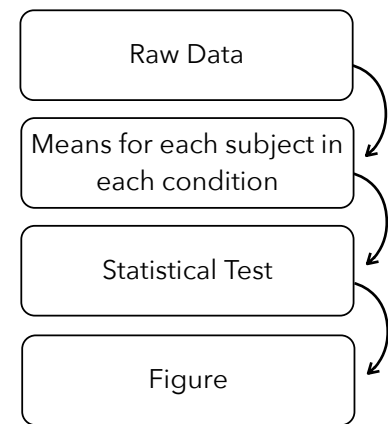 Raw Data
Means for each subject in
each condition
Statistical Test
Figure